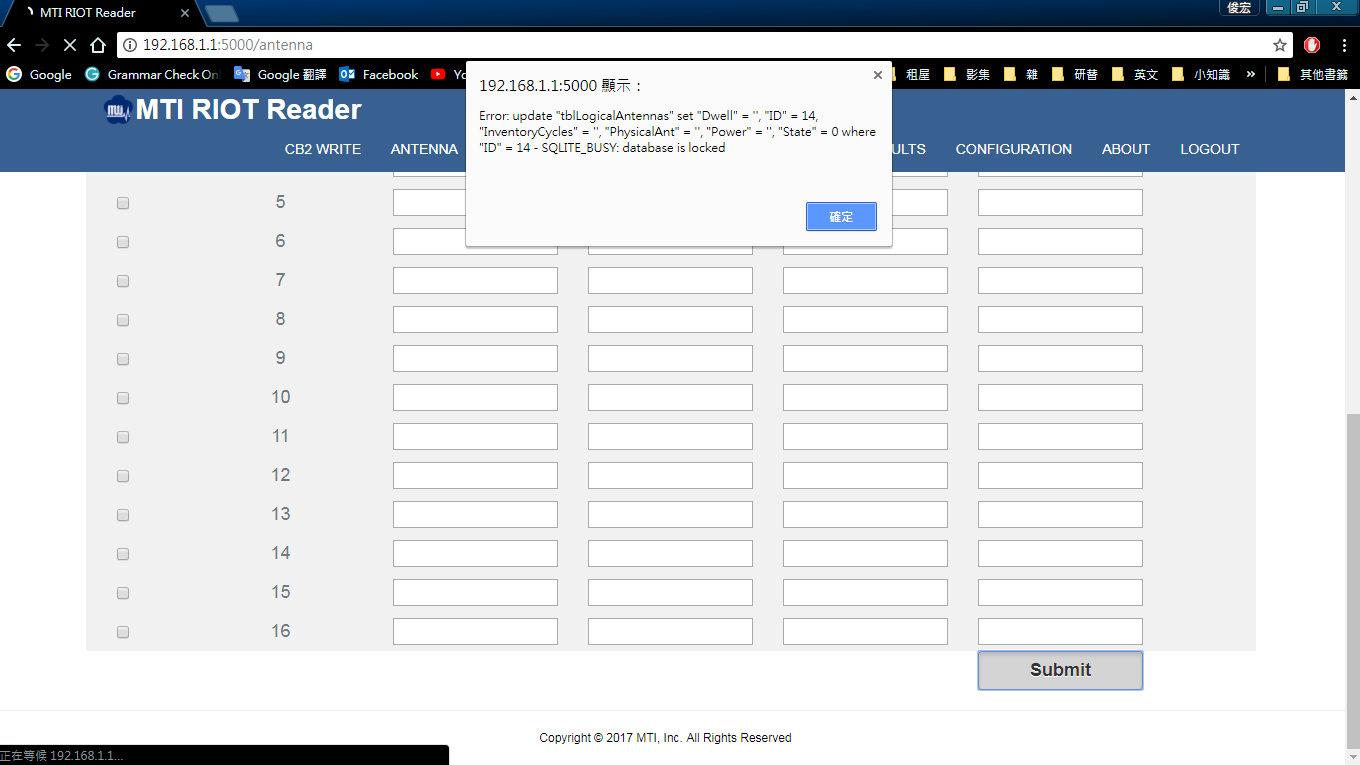 MTI RIOT Reader
俊宏
192.168.1.1:5000/antenna
Google
Grammar Check On
Google 翻譯
Facebook
租屋
影集
雜
研替
英文
小知識
»
其他書籤
192.168.1.1:5000 顯示：
Error: update "tblLogicalAntennas" set "Dwell" = '', "ID" = 14,
"InventoryCycles" = '', "PhysicalAnt" = '', "Power" = '', "State" = 0 where
"ID" = 14 - SQLITE_BUSY: database is locked
確定
MTI RIOT Reader
CB2 WRITE
ANTENNA
CONFIGURATION
ABOUT
LOGOUT
5
6
7
8
9
10
11
12
13
14
15
16
Submit
Copyright © 2017 MTI, Inc. All Rights Reserved
正在等候 192.168.1.1...